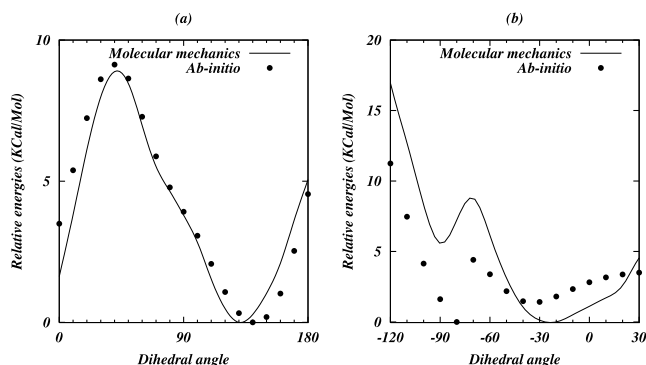 (a)
Relative energies (KCal/Mol)
10
5
0
Molecular mechanics
Ab-initio
0 90 180
Dihedral angle
(b)
Relative energies (KCal/Mol)
20
15
10
5
0
Molecular mechanics
Ab-initio
-120 -90 -60 -30 0 30
Dihedral angle